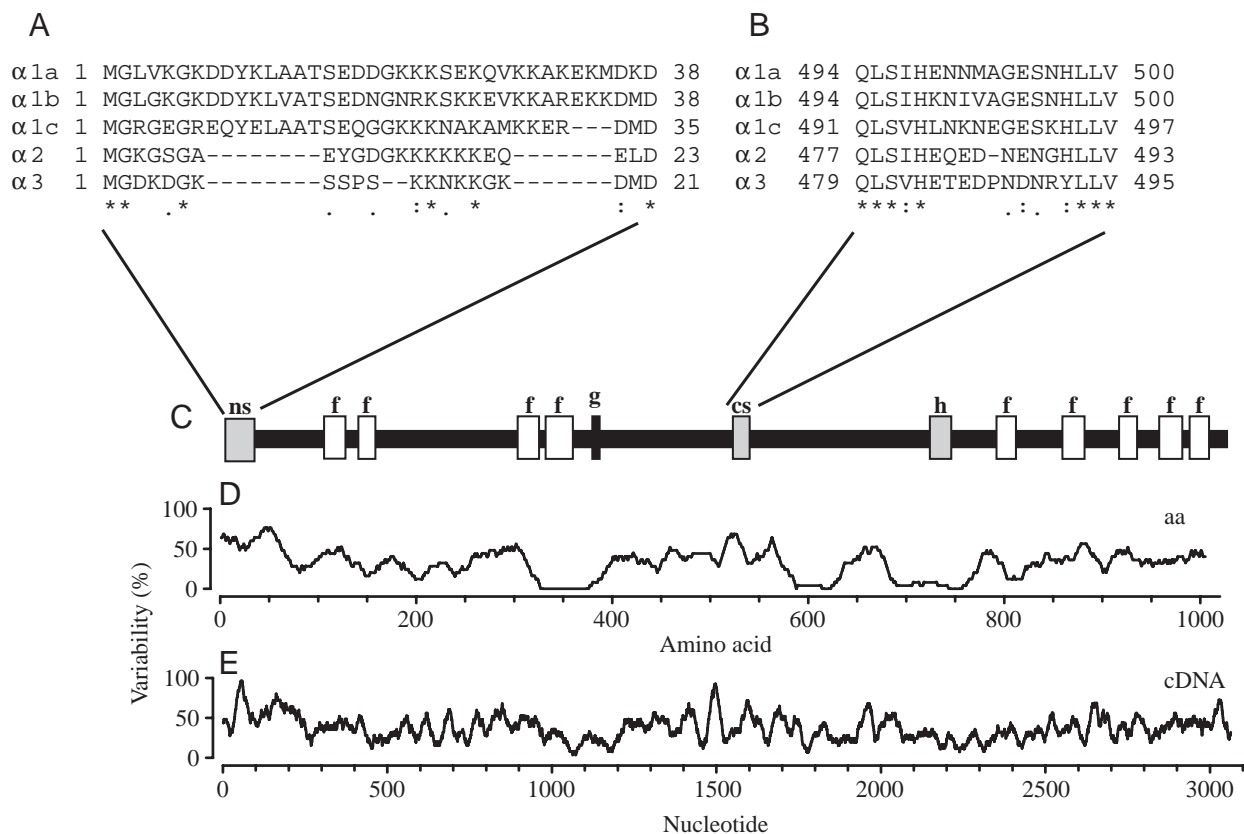 A
α1a 1 MGLVKGKDDYKLAATSEDDGKKKSEKQVKKAKEKMDKD 38
α1b 1 MGLGKGKDYKLVATSEDNGNRKSKKEVKKAREKKDMD 38
α1c 1 MGRGEGREQYELAATSEQGGKKKNAKAMKKER---DMD 35
α2 1 MGKGSGA--------EYGDGKKKKKKEQ-------ELD 23
α3 1 MGDKDGK--------SSPS--KKNKKGK-------DMD 21
** .* . . :*. * : *
B
α1a 494 QLSIHENNMAGESNHLLV 500
α1b 494 QLSIHKNIVAGESNHLLV 500
α1c 491 QLSVHLNKNEGESKHLLV 497
α2 477 QLSIHEQED-NENGHLLV 493
α3 479 QLSVHETEDPNDNRYLLV 495
***:* .:. :***
C
ns f f f f g cs h f f f f f
D
aa
100
50
0
0 200 400 600 800 1000
Amino acid
Variability (%)
E
cDNA
100
50
0
0 500 1000 1500 2000 2500 3000
Nucleotide